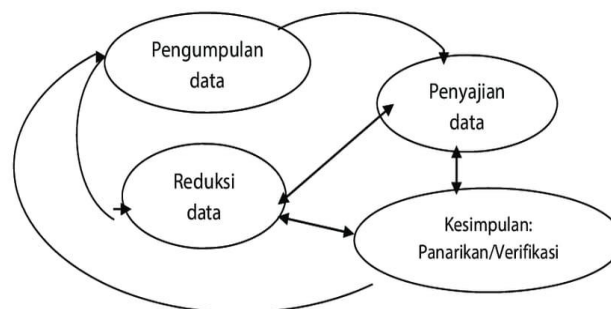 Pengumpulan
data
Penyajian
data
Reduksi
data
Kesimpulan:
Panarikan/Verifikasi